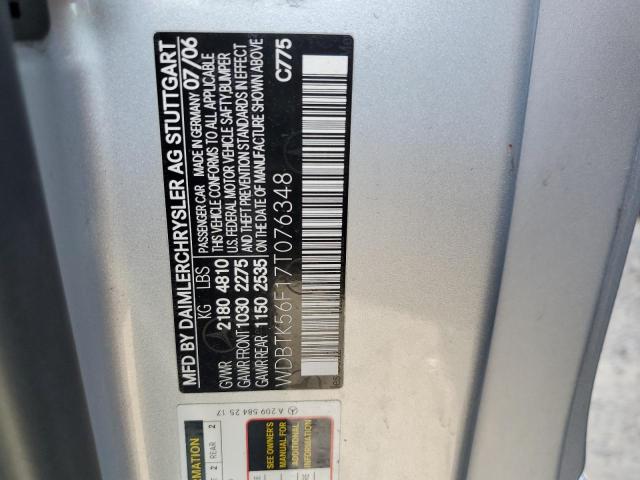 MFD BY DAIMLERCHRYSLER AG STUTTGART
KG LBS PASSENGER CAR MADE IN GERMANY 07/06
GVWR 2180 4810 THIS VEHICLE CONFORMS TO ALL APPLICABLE
U.S. FEDERAL MOTOR VEHICLE SAFTY,BUMPER
GAWR FRONT 1030 2275 AND THEFT PREVENTION STANDARDS IN EFFECT
GAWR REAR 1150 2535 ON THE DATE OF MANUFACTURE SHOWN ABOVE
WDBTK56F17T076348 C775
A 209 584 25 17
RMATION
2 REAR 2
SEE OWNER'S
MANUAL FOR
ADDITIONAL
INFORMATION